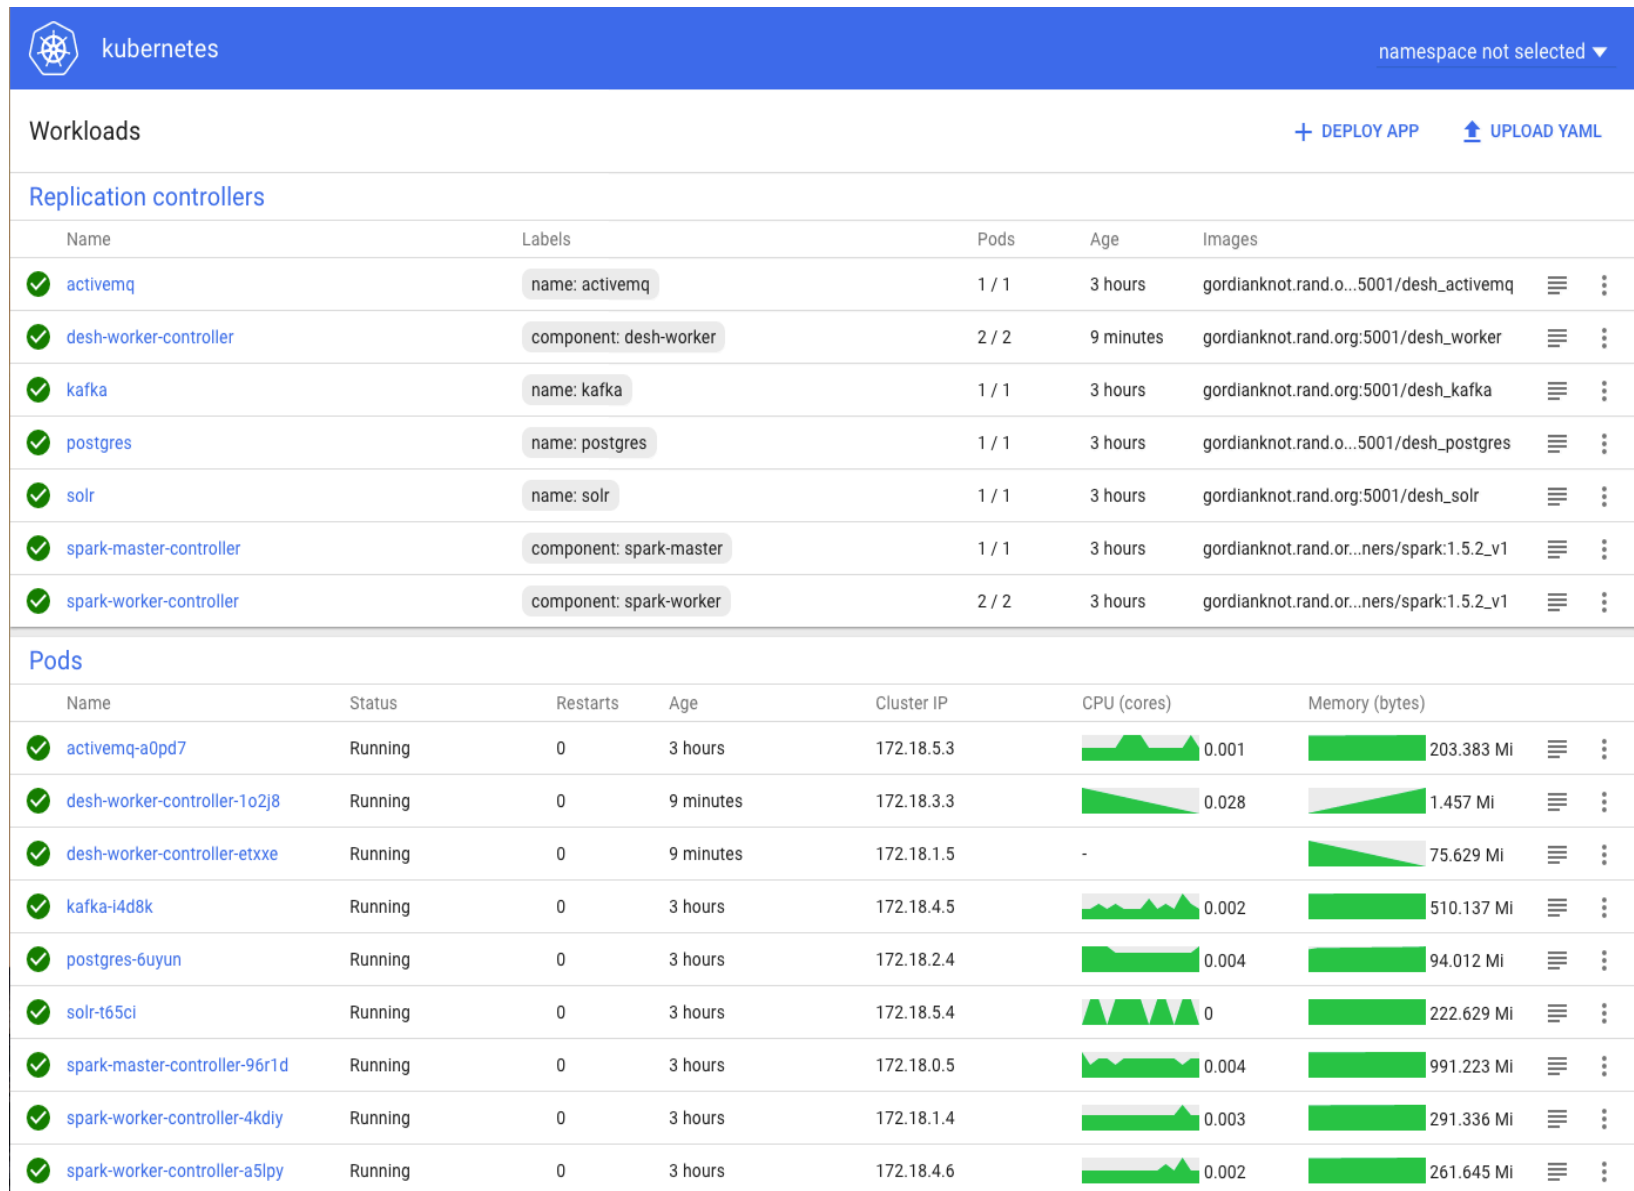 kubernetes
namespace not selected
Workloads
DEPLOY APP UPLOAD YAML
Replication controllers
Name Labels Pods Age Images
activemq name: activemq 1 / 1 3 hours gordianknot.rand.o...5001/desh_activemq
desh-worker-controller component: desh-worker 2 / 2 9 minutes gordianknot.rand.org:5001/desh_worker
kafka name: kafka 1 / 1 3 hours gordianknot.rand.org:5001/desh_kafka
postgres name: postgres 1 / 1 3 hours gordianknot.rand.o...5001/desh_postgres
solr name: solr 1 / 1 3 hours gordianknot.rand.org:5001/desh_solr
spark-master-controller component: spark-master 1 / 1 3 hours gordianknot.rand.or...ners/spark:1.5.2_v1
spark-worker-controller component: spark-worker 2 / 2 3 hours gordianknot.rand.or...ners/spark:1.5.2_v1
Pods
Name Status Restarts Age Cluster IP CPU (cores) Memory (bytes)
activemq-a0pd7 Running 0 3 hours 172.18.5.3 0.001 203.383 Mi
desh-worker-controller-1o2j8 Running 0 9 minutes 172.18.3.3 0.028 1.457 Mi
desh-worker-controller-etxxe Running 0 9 minutes 172.18.1.5 - 75.629 Mi
kafka-i4d8k Running 0 3 hours 172.18.4.5 0.002 510.137 Mi
postgres-6uyun Running 0 3 hours 172.18.2.4 0.004 94.012 Mi
solr-t65ci Running 0 3 hours 172.18.5.4 0 222.629 Mi
spark-master-controller-96r1d Running 0 3 hours 172.18.0.5 0.004 991.223 Mi
spark-worker-controller-4kdiy Running 0 3 hours 172.18.1.4 0.003 291.336 Mi
spark-worker-controller-a5lpy Running 0 3 hours 172.18.4.6 0.002 261.645 Mi